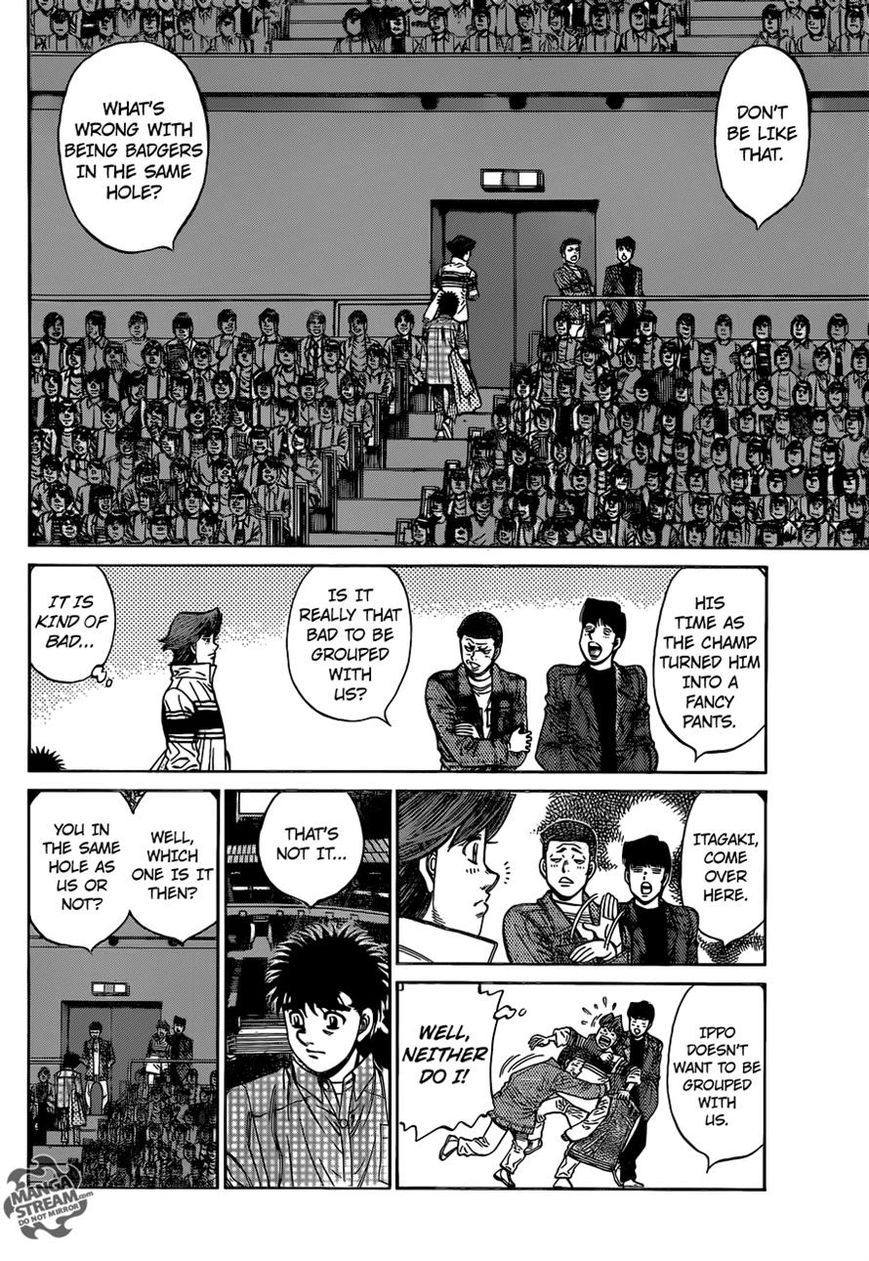 DON'T
BE LIKE
THAT.
WHAT'S
WRONG WITH
BEING BADGERS
IN THE SAME
HOLE?
HIS
TIME AS
THE CHAMP
TURNED HIM
INTO A
FANCY
PANTS.
IS IT
REALLY THAT
BAD TO BE
GROUPED
WITH
US?
IT IS
KIND OF
BAD...
ITAGAKI,
COME
OVER
HERE.
IPPO
DOESN'T
WANT TO BE
GROUPED
WITH
US.
WELL,
NEITHER
DO I!
THAT'S
NOT IT...
WELL,
WHICH
ONE IS IT
THEN?
YOU IN
THE SAME
HOLE AS
US OR
NOT?
MANGA
STREAM.com
DO NOT MIRROR!